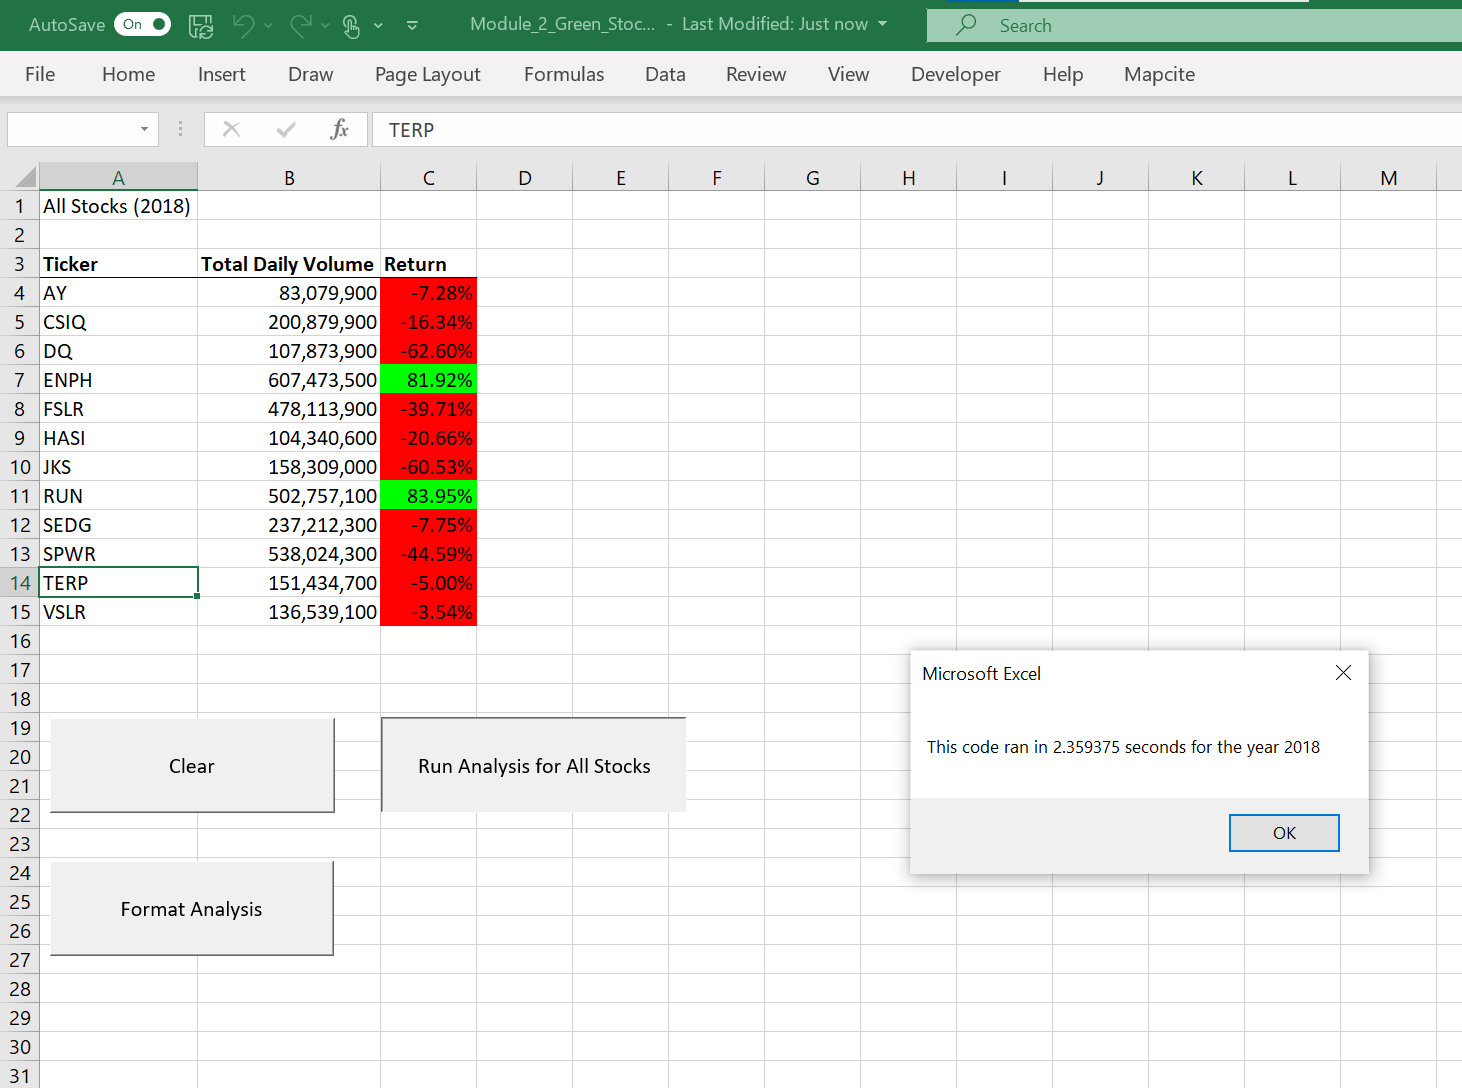 AutoSave On Module_2_Green_Stoc... - Last Modified: Just now Search
File Home Insert Draw Page Layout Formulas Data Review View Developer Help Mapcite
fx TERP
A B C D E F G H I J K L M
1 All Stocks (2018)
2
3 Ticker Total Daily Volume Return
4 AY 83,079,900 -7.28%
5 CSIQ 200,879,900 -16.34%
6 DQ 107,873,900 -62.60%
7 ENPH 607,473,500 81.92%
8 FSLR 478,113,900 -39.71%
9 HASI 104,340,600 -20.66%
10 JKS 158,309,000 -60.53%
11 RUN 502,757,100 83.95%
12 SEDG 237,212,300 -7.75%
13 SPWR 538,024,300 -44.59%
14 TERP 151,434,700 -5.00%
15 VSLR 136,539,100 -3.54%
16
17
18
19
20
21
22
23
24
25
26
27
28
29
30
31
Clear
Run Analysis for All Stocks
Format Analysis
Microsoft Excel
This code ran in 2.359375 seconds for the year 2018
OK